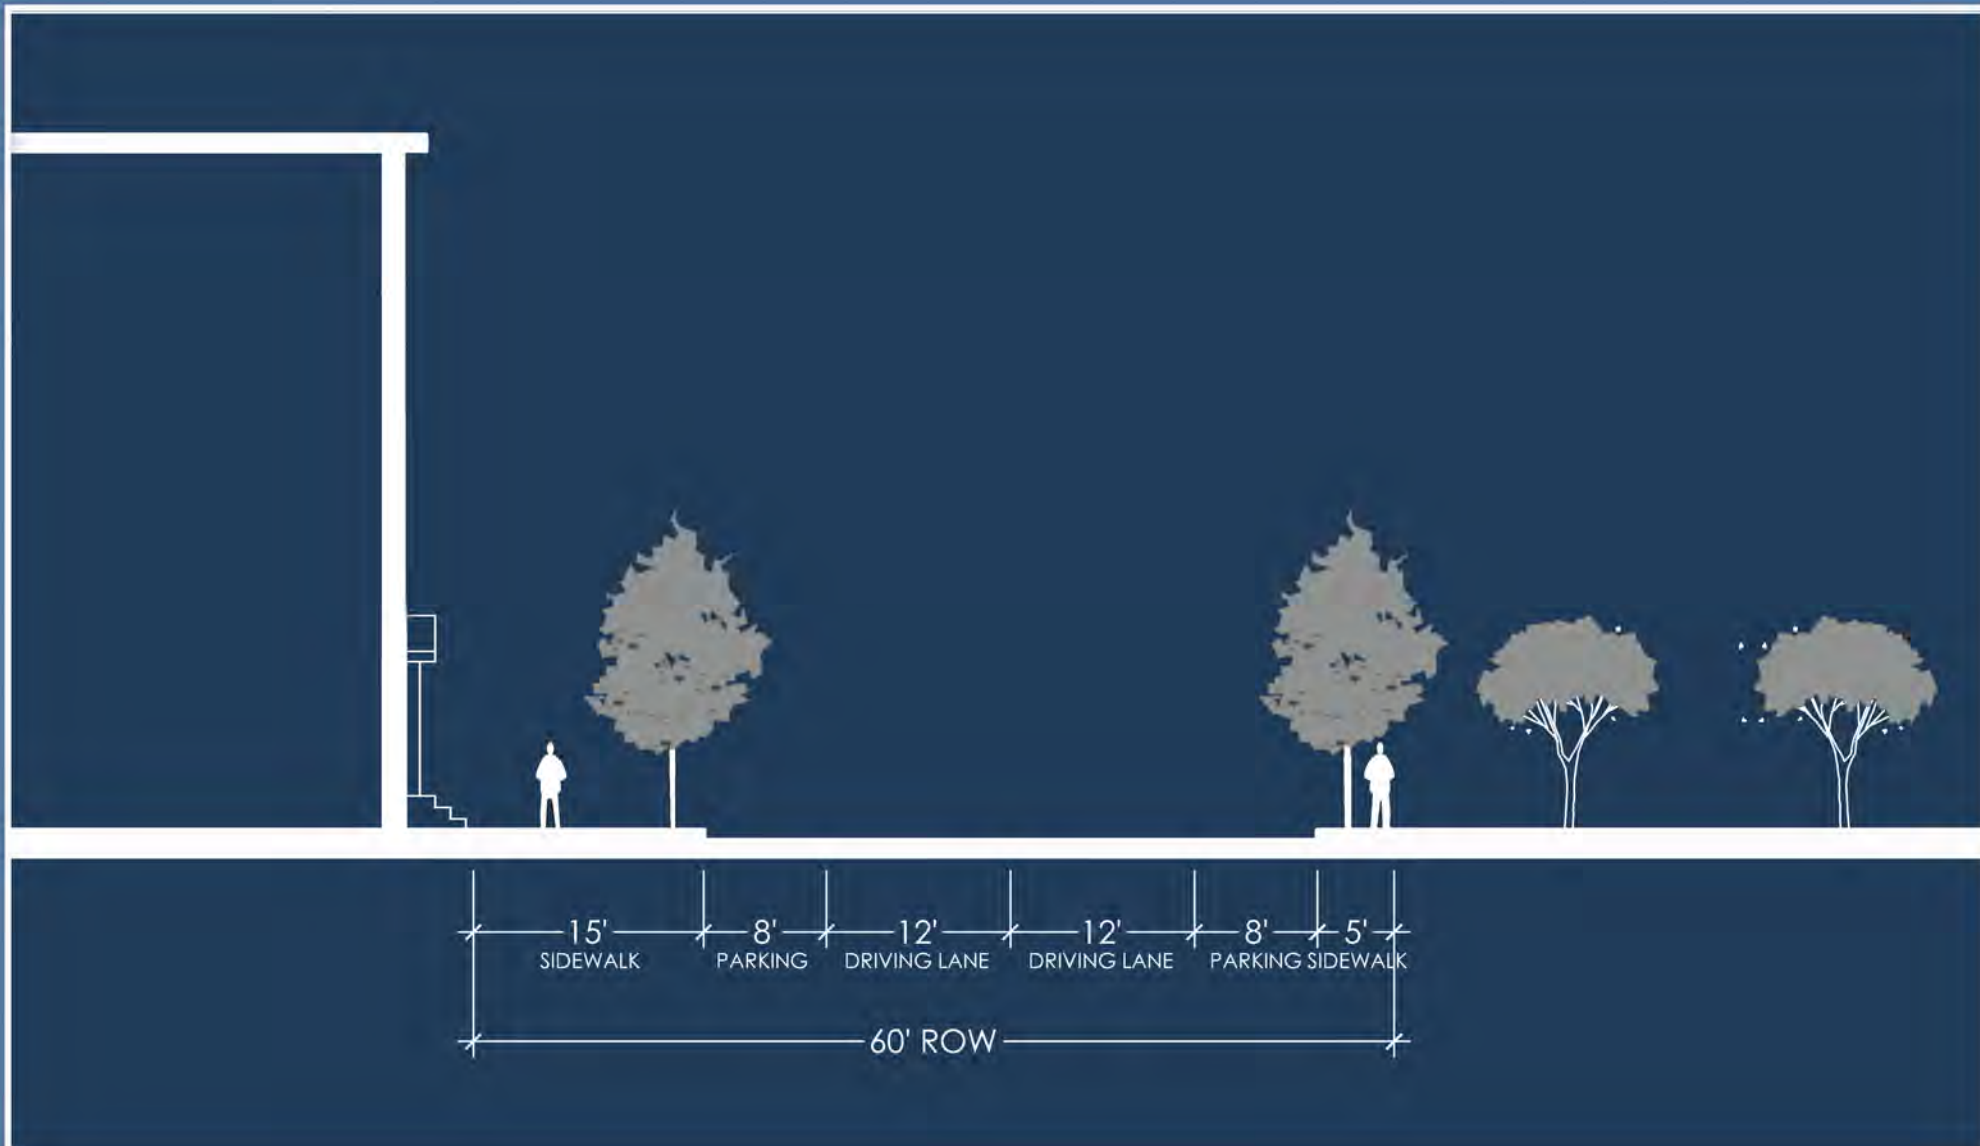 15' 8' 12' 12' 8' 5'
SIDEWALK PARKING DRIVING LANE DRIVING LANE PARKING SIDEWALK
60' ROW